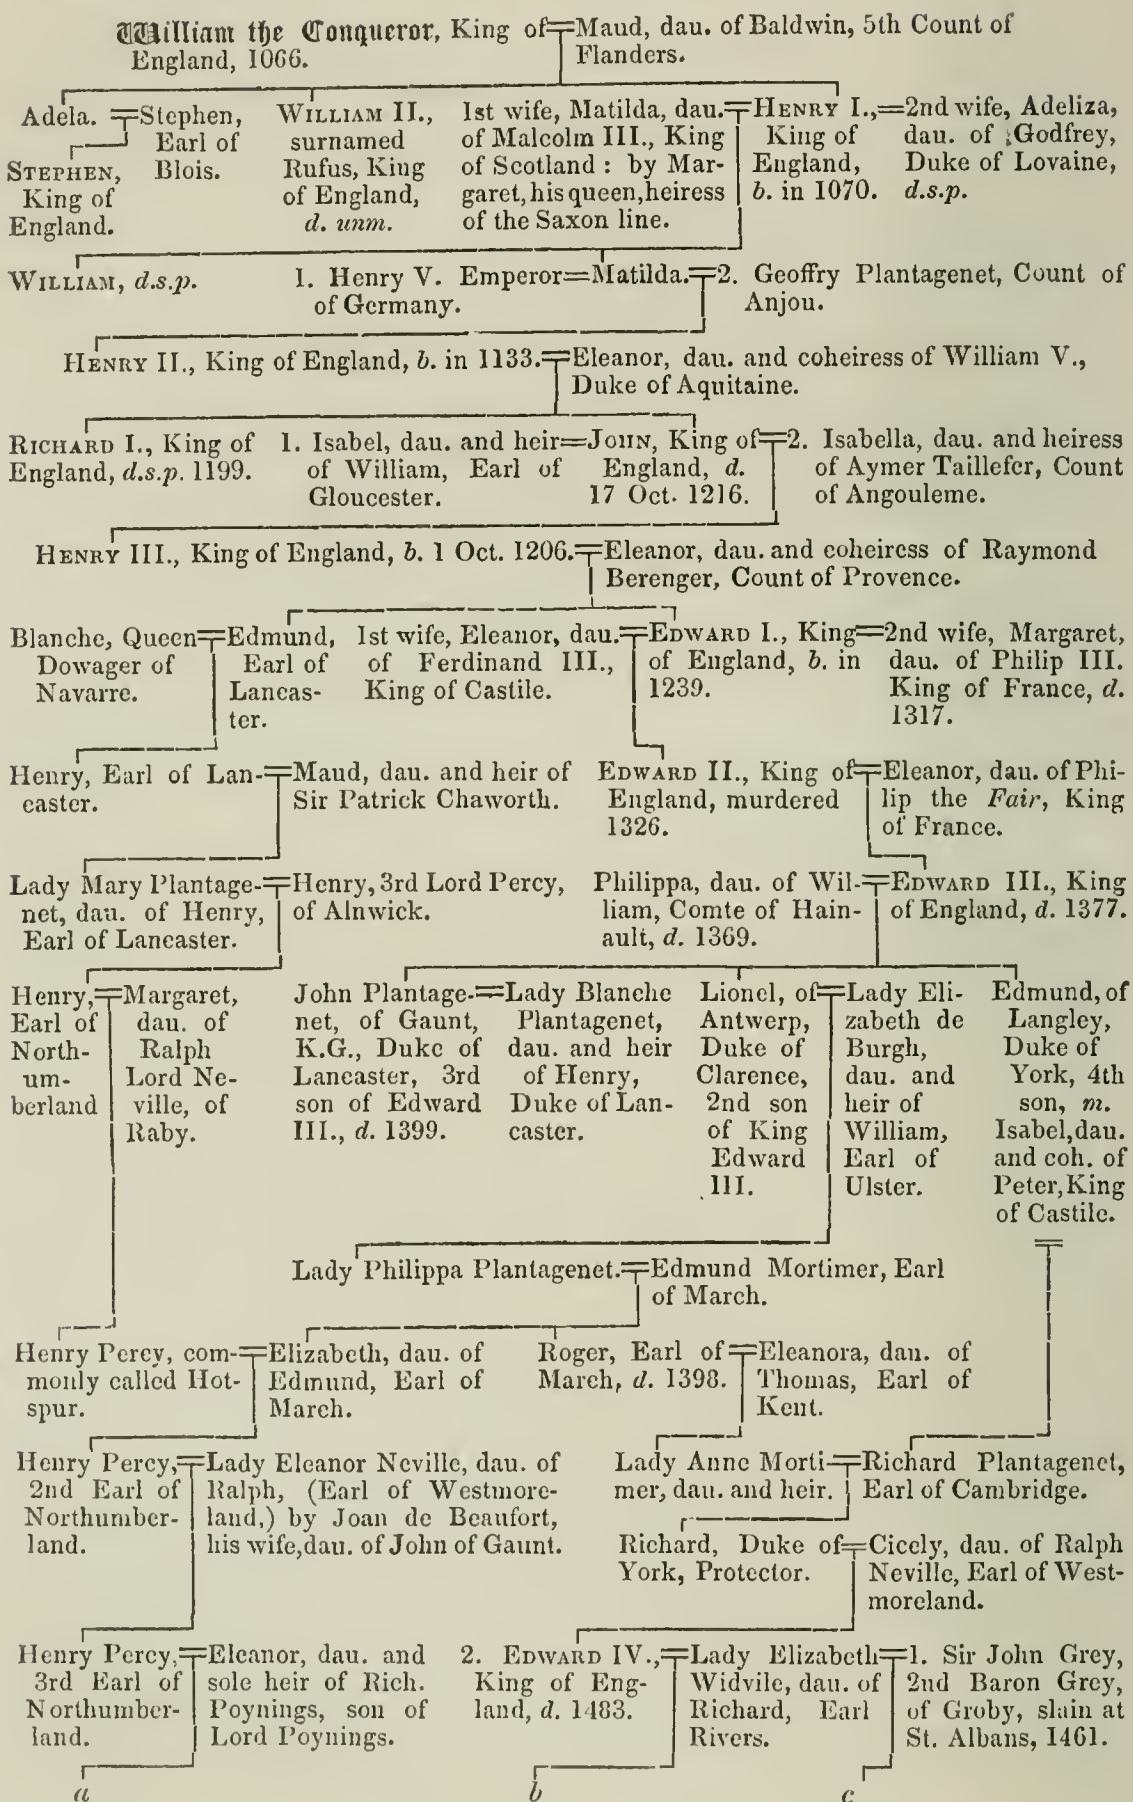 William the Conqueror, King of England, 1066.
Maud, dau. of Baldwin, 5th Count of Flanders.
Adela.
Stephen, Earl of Blois.
WILLIAM II., surnamed Rufus, King of England, d. unm.
1st wife, Matilda, dau. of Malcolm III., King of Scotland: by Margaret, his queen, heiress of the Saxon line.
HENRY I., King of England, b. in 1070.
2nd wife, Adeliza, dau. of Godfrey, Duke of Lovaine, d.s.p.
STEPHEN, King of England.
WILLIAM, d.s.p.
1. Henry V. Emperor of Germany.
Matilda.
2. Geoffry Plantagenet, Count of Anjou.
HENRY II., King of England, b. in 1133.
Eleanor, dau. and coheiress of William V., Duke of Aquitaine.
RICHARD I., King of England, d.s.p. 1199.
1. Isabel, dau. and heir of William, Earl of Gloucester.
JOHN, King of England, d. 17 Oct. 1216.
2. Isabella, dau. and heiress of Aymer Taillefer, Count of Angouleme.
HENRY III., King of England, b. 1 Oct. 1206.
Eleanor, dau. and coheiress of Raymond Berenger, Count of Provence.
Blanche, Queen Dowager of Navarre.
Edmund, Earl of Lancaster.
1st wife, Eleanor, dau. of Ferdinand III., King of Castile.
EDWARD I., King of England, b. in 1239.
2nd wife, Margaret, dau. of Philip III. King of France, d. 1317.
Henry, Earl of Lancaster.
Maud, dau. and heir of Sir Patrick Chaworth.
EDWARD II., King of England, murdered 1326.
Eleanor, dau. of Philip the Fair, King of France.
Lady Mary Plantagenet, dau. of Henry, Earl of Lancaster.
Henry, 3rd Lord Percy, of Alnwick.
Philippa, dau. of William, Comte of Hainault, d. 1369.
EDWARD III., King of England, d. 1377.
Henry, Earl of Northumberland
Margaret, dau. of Ralph Lord Neville, of Raby.
John Plantagenet, of Gaunt, K.G., Duke of Lancaster, 3rd son of Edward III., d. 1399.
Lady Blanche Plantagenet, dau. and heir of Henry, Duke of Lancaster.
Lionel, of Antwerp, Duke of Clarence, 2nd son of King Edward III.
Lady Elizabeth de Burgh, dau. and heir of William, Earl of Ulster.
Edmund, of Langley, Duke of York, 4th son, m. Isabel, dau. and coh. of Peter, King of Castile.
Lady Philippa Plantagenet.
Edmund Mortimer, Earl of March.
Henry Percy, commonly called Hotspur.
Elizabeth, dau. of Edmund, Earl of March.
Roger, Earl of March, d. 1398.
Eleanora, dau. of Thomas, Earl of Kent.
Henry Percy, 2nd Earl of Northumberland.
Lady Eleanor Neville, dau. of Ralph, (Earl of Westmoreland,) by Joan de Beaufort, his wife, dau. of John of Gaunt.
Lady Anne Mortimer, dau. and heir.
Richard Plantagenet, Earl of Cambridge.
Richard, Duke of York, Protector.
Cicely, dau. of Ralph Neville, Earl of Westmoreland.
Henry Percy, 3rd Earl of Northumberland.
Eleanor, dau. and sole heir of Rich. Poynings, son of Lord Poynings.
2. EDWARD IV., King of England, d. 1483.
Lady Elizabeth Widvile, dau. of Richard, Earl Rivers.
1. Sir John Grey, 2nd Baron Grey, of Groby, slain at St. Albans, 1461.
a
b
c